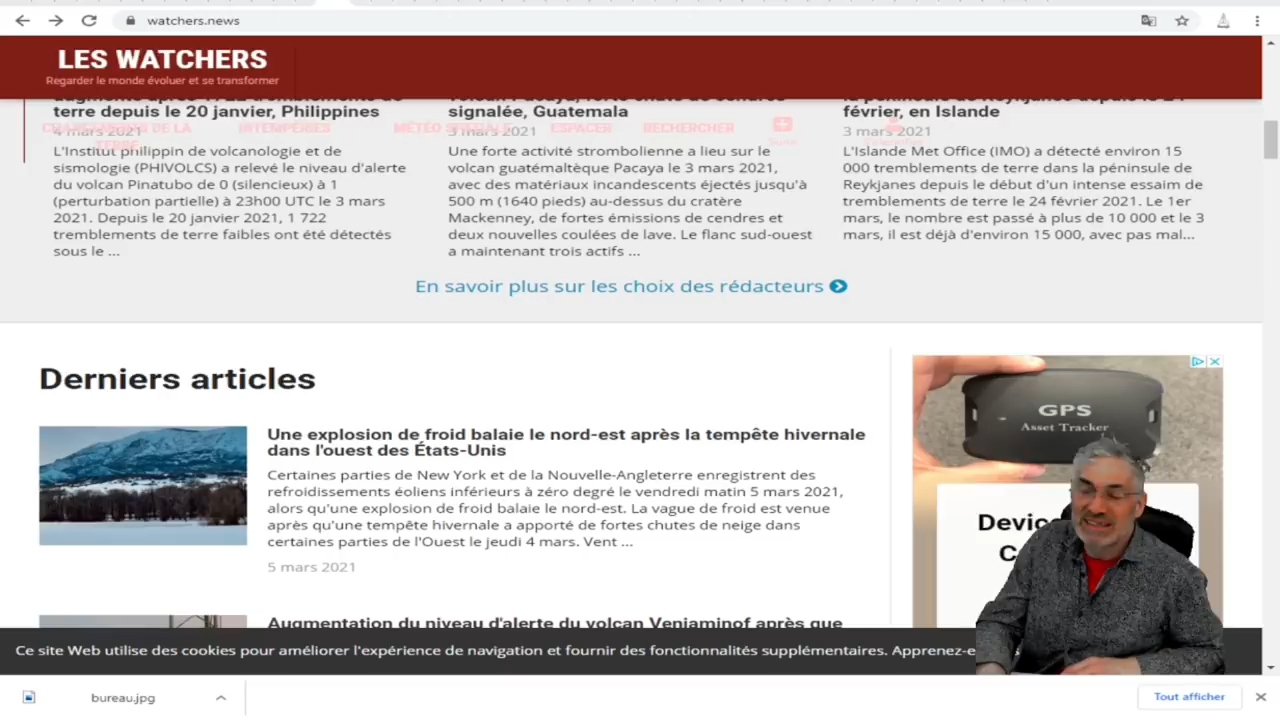 watchers.news
LES WATCHERS
Regarder le monde évoluer et se transformer
terre depuis le 20 janvier, Philippines
4 mars 2021
L'Institut philippin de volcanologie et de
sismologie (PHIVOLCS) a relevé le niveau d'alerte
du volcan Pinatubo de 0 (silencieux) à 1
(perturbation partielle) à 23h00 UTC le 3 mars
2021. Depuis le 20 janvier 2021, 1 722
tremblements de terre faibles ont été détectés
sous le ...
signalée, Guatemala
3 mars 2021
Une forte activité strombolienne a lieu sur le
volcan guatémaltèque Pacaya le 3 mars 2021,
avec des matériaux incandescents éjectés jusqu'à
500 m (1640 pieds) au-dessus du cratère
Mackenney, de fortes émissions de cendres et
deux nouvelles coulées de lave. Le flanc sud-ouest
a maintenant trois actifs ...
février, en Islande
3 mars 2021
L'Islande Met Office (IMO) a détecté environ 15
000 tremblements de terre dans la péninsule de
Reykjanes depuis le début d'un intense essaim de
tremblements de terre le 24 février 2021. Le 1er
mars, le nombre est passé à plus de 10 000 et le 3
mars, il est déjà d'environ 15 000, avec pas mal...
INTEMPÉRIES
MÉTÉO SPATIALE
ESPACER
RECHERCHER
En savoir plus sur les choix des rédacteurs
Derniers articles
Une explosion de froid balaie le nord-est après la tempête hivernale
dans l'ouest des États-Unis
Certaines parties de New York et de la Nouvelle-Angleterre enregistrent des
refroidissements éoliens inférieurs à zéro degré le vendredi matin 5 mars 2021,
alors qu'une explosion de froid balaie le nord-est. La vague de froid est venue
après qu'une tempête hivernale a apporté de fortes chutes de neige dans
certaines parties de l'Ouest le jeudi 4 mars. Vent ...
5 mars 2021
Augmentation du niveau d'alerte du volcan Veniaminof après que
GPS
Asset Tracker
Ce site Web utilise des cookies pour améliorer l'expérience de navigation et fournir des fonctionnalités supplémentaires.
bureau.jpg
Tout afficher